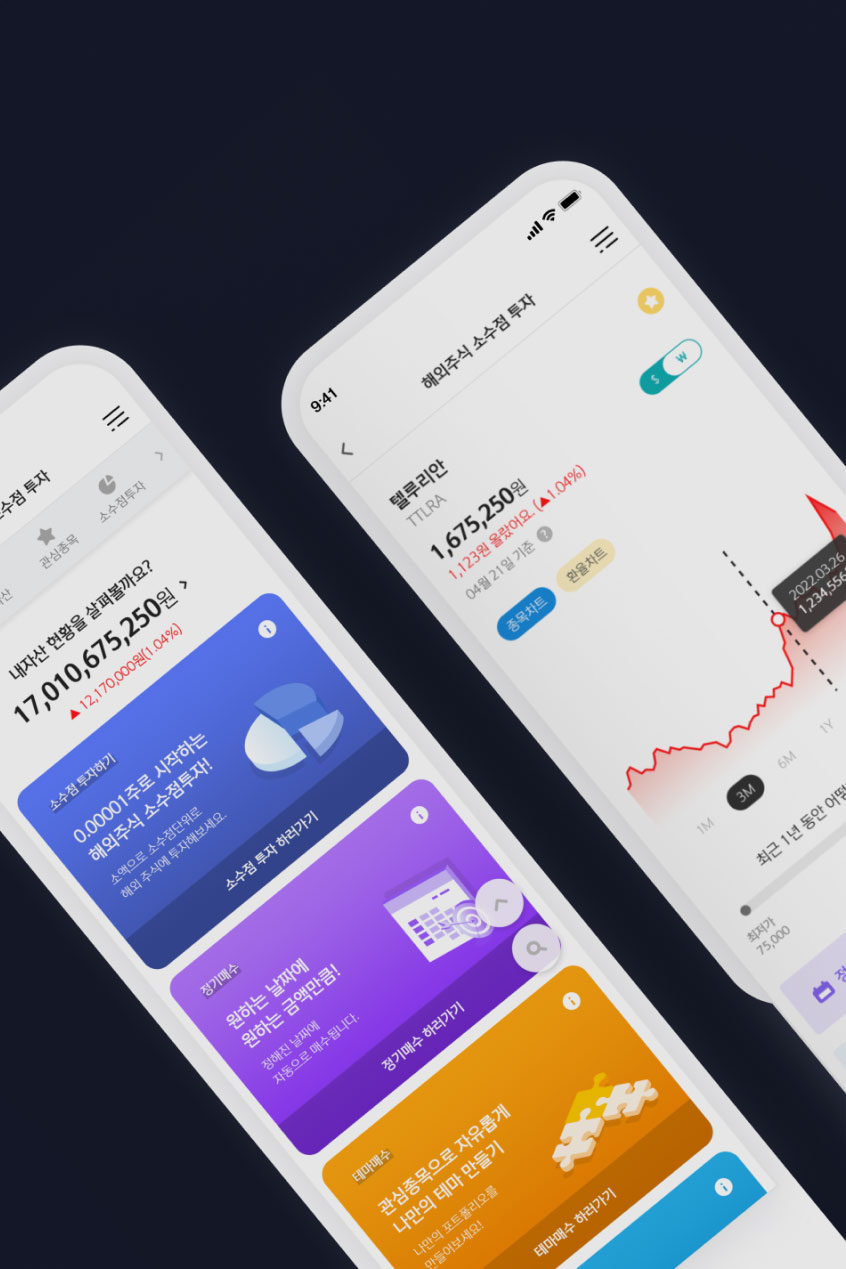 소수점 투자
관심종목
소수점투자
내자산 현황을 살펴볼까요?
17,010,675,250원
▲12,170,000원(1.04%)
소수점 투자하기
0.00001주로 시작하는
해외주식 소수점투자!
소액으로 소수점단위로
해외 주식에 투자해보세요.
소수점 투자 하러가기
정기매수
원하는 날짜에
원하는 금액만큼!
정해진 날짜에
자동으로 매수됩니다.
정기매수 하러가기
테마매수
관심종목으로 자유롭게
나만의 테마 만들기
나만의 포트폴리오를
만들어보세요!
테마매수 하러가기
9:41
해외주식 소수점 투자
$ W
텔루리안
TTLRA
1,675,250원
1,123원 올랐어요. (▲1.04%)
04월 21일 기준 ?
종목차트 환율차트
2022.03.26
1,234,556
1M 3M 6M 1Y
최근 1년 동안
최저가
75,000